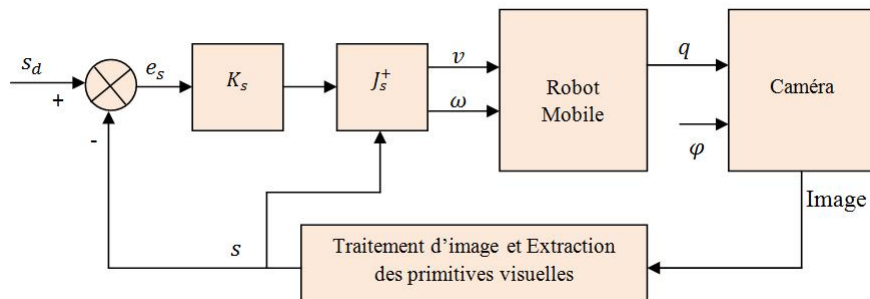 s_d
+
-
e_s
K_s
J_s^+
v
ω
Robot
Mobile
q
φ
Caméra
Image
s
Traitement d'image et Extraction
des primitives visuelles